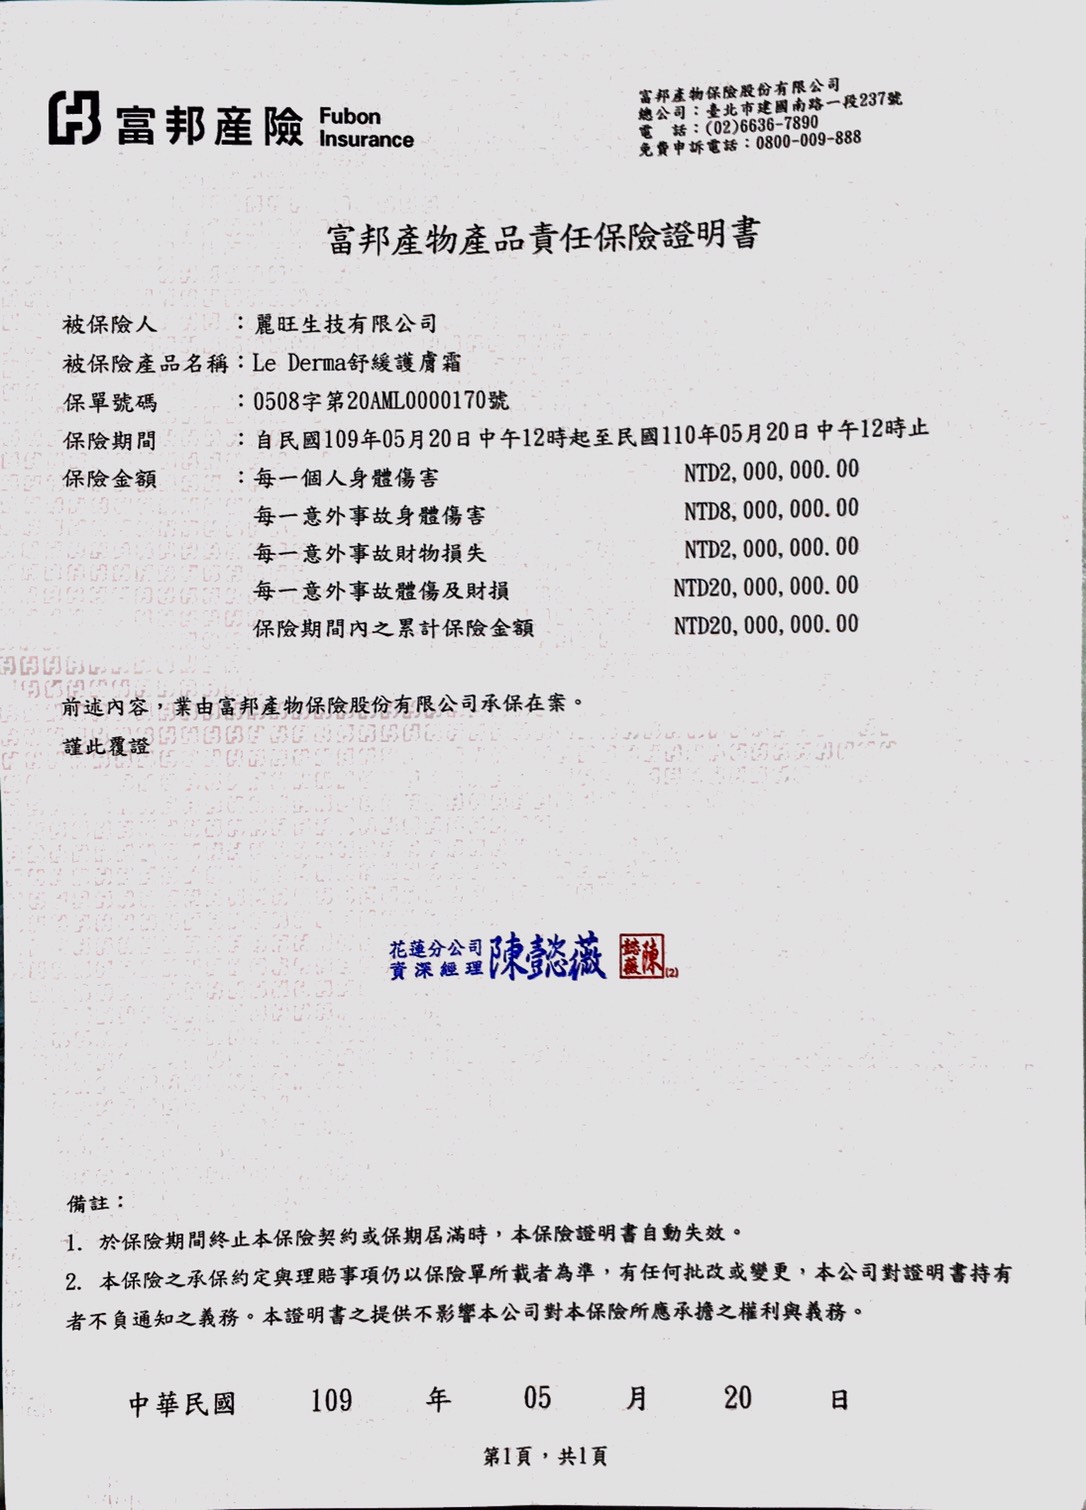 富邦產險 Fubon Insurance
富邦產物保險股份有限公司
總公司：臺北市建國南路一段237號
電　話：(02)6636-7890
免費申訴電話：0800-009-888
富邦產物產品責任保險證明書
被保險人　　　：麗旺生技有限公司
被保險產品名稱：Le Derma舒緩護膚霜
保單號碼　　　：0508字第20AML0000170號
保險期間　　　：自民國109年05月20日中午12時起至民國110年05月20日中午12時止
保險金額　　　：每一個人身體傷害　NTD2,000,000.00
每一意外事故身體傷害　NTD8,000,000.00
每一意外事故財物損失　NTD2,000,000.00
每一意外事故體傷及財損　NTD20,000,000.00
保險期間內之累計保險金額　NTD20,000,000.00
前述內容，業由富邦產物保險股份有限公司承保在案。
謹此覆證
花蓮分公司
資深經理 陳懿薇 陳懿薇(2)
備註：
1. 於保險期間終止本保險契約或保期屆滿時，本保險證明書自動失效。
2. 本保險之承保約定與理賠事項仍以保險單所載者為準，有任何批改或變更，本公司對證明書持有
者不負通知之義務。本證明書之提供不影響本公司對本保險所應承擔之權利與義務。
中華民國　109　年　05　月　20　日
第1頁，共1頁